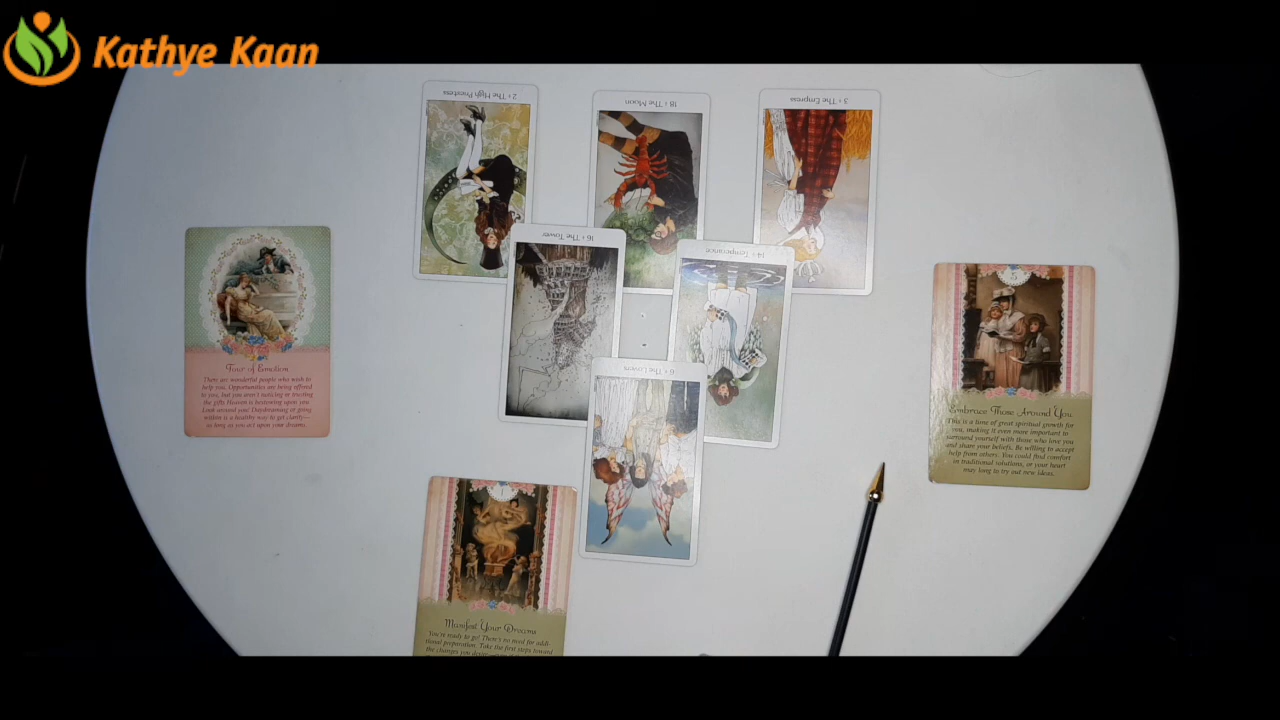 Kathye Kaan
2 : The High Priestess
18 : The Moon
3 : The Empress
16 : The Tower
14 : Temperance
6 : The Lovers
Four of Emotion
There are wonderful people who wish to
help you. Opportunities are being offered
to you, but you aren't noticing or trusting
the gifts Heaven is bestowing upon you.
Look around you! Daydreaming or going
within is a healthy way to get clarity—
as long as you act upon your dreams.
5
Embrace Those Around You
This is a time of great spiritual growth for
you, making it even more important to
surround yourself with those who love you
and share your beliefs. Be willing to accept
help from others. You could find comfort
in traditional solutions, or your heart
may long to try out new ideas.
1
Manifest Your Dreams
You're ready to go! There's no need for addi-
tional preparation. Take the first steps toward
the changes you desire